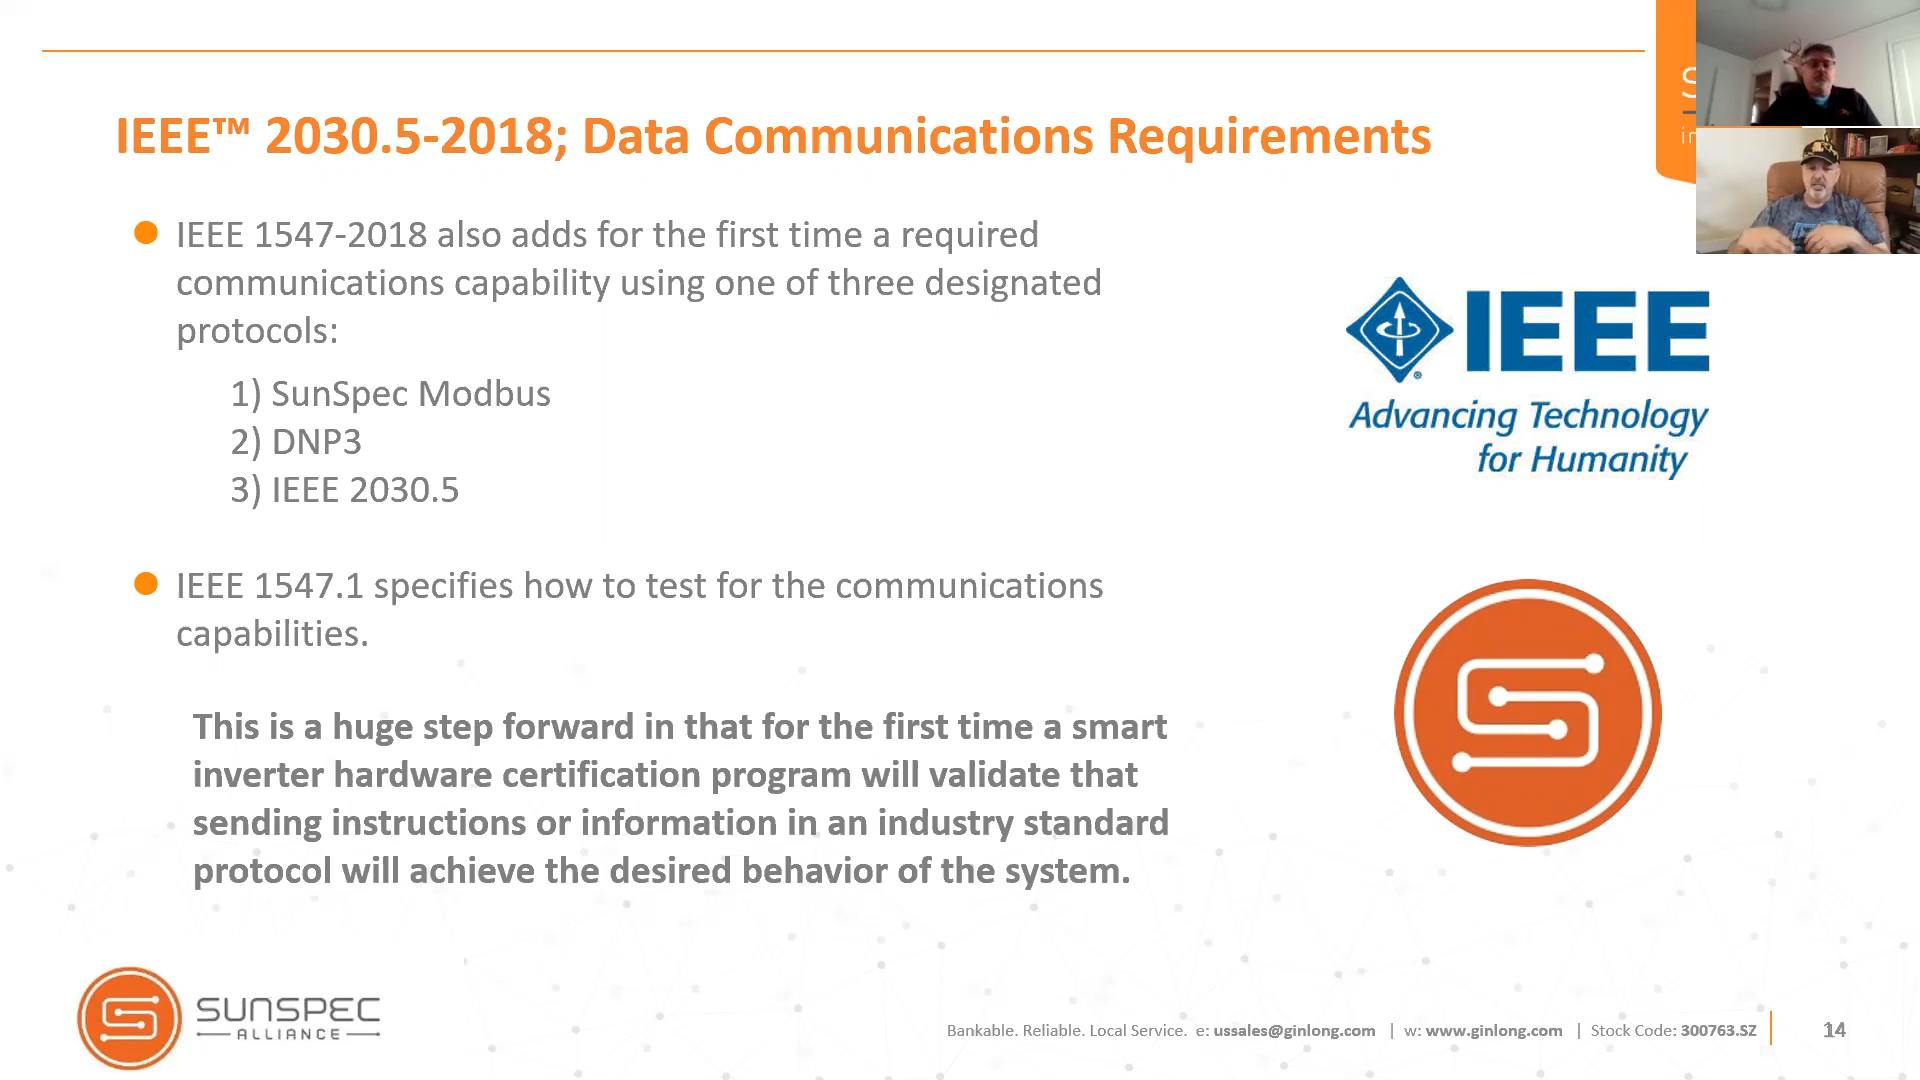 IEEE™ 2030.5-2018; Data Communications Requirements
IEEE 1547-2018 also adds for the first time a required
communications capability using one of three designated
protocols:
1) SunSpec Modbus
2) DNP3
3) IEEE 2030.5
IEEE 1547.1 specifies how to test for the communications
capabilities.
This is a huge step forward in that for the first time a smart
inverter hardware certification program will validate that
sending instructions or information in an industry standard
protocol will achieve the desired behavior of the system.
IEEE
Advancing Technology
for Humanity
SUNSPEC
ALLIANCE
Bankable. Reliable. Local Service. e: ussales@ginlong.com | w: www.ginlong.com | Stock Code: 300763.SZ
14